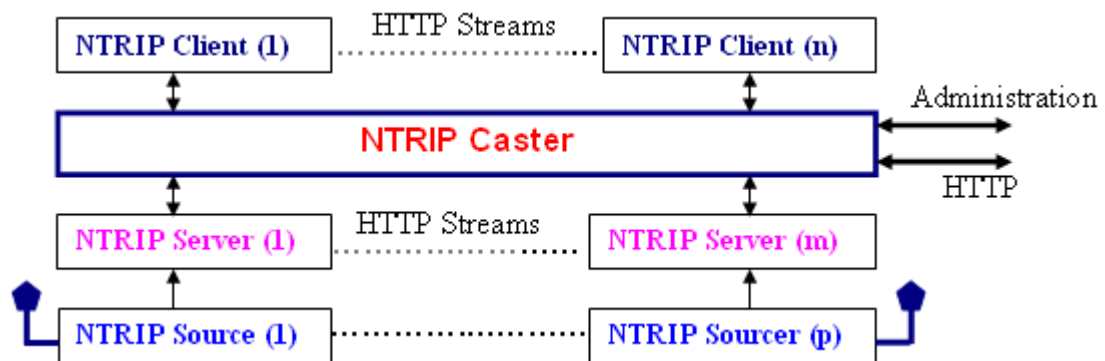 NTRIP Client (1)
HTTP Streams
NTRIP Client (n)
Administration
NTRIP Caster
HTTP
NTRIP Server (1)
HTTP Streams
NTRIP Server (m)
NTRIP Source (1)
NTRIP Sourcer (p)